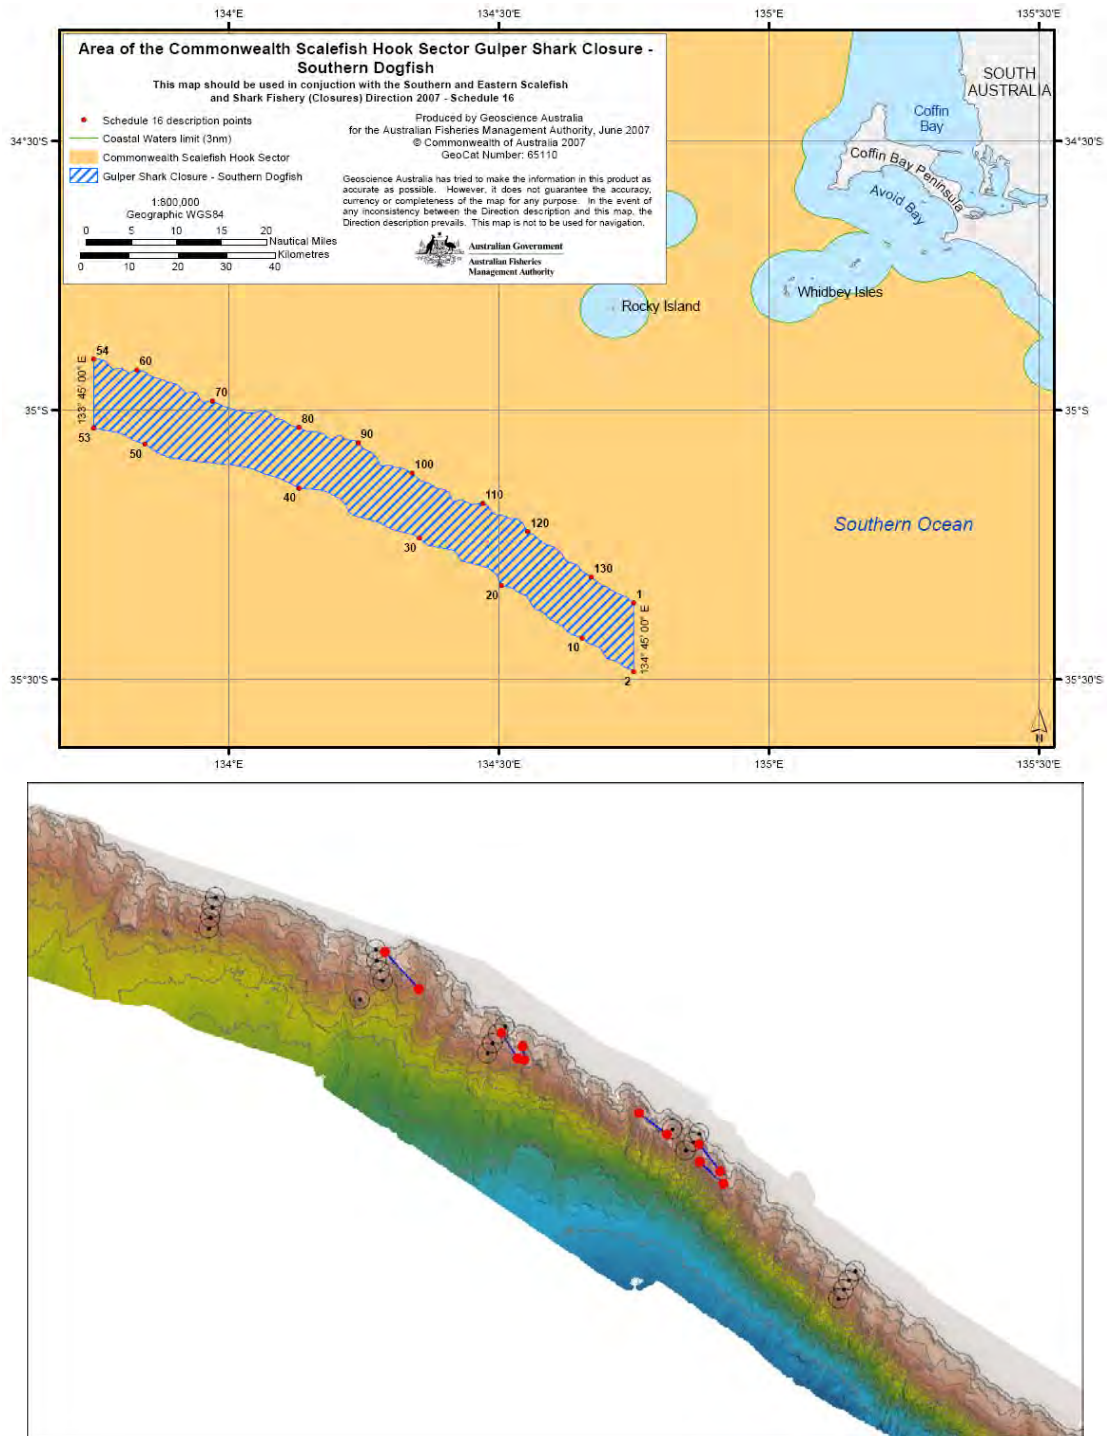 134°E
134°30'E
135°E
135°30'E
Area of the Commonwealth Scalefish Hook Sector Gulper Shark Closure -
Southern Dogfish
This map should be used in conjuction with the Southern and Eastern Scalefish
and Shark Fishery (Closures) Direction 2007 - Schedule 16
Schedule 16 description points
Coastal Waters limit (3nm)
Commonwealth Scalefish Hook Sector
Gulper Shark Closure - Southern Dogfish
1:800,000
Geographic WGS84
0 5 10 15 20
Nautical Miles
Kilometres
0 10 20 30 40
Produced by Geoscience Australia
for the Australian Fisheries Management Authority, June 2007
© Commonwealth of Australia 2007
GeoCat Number: 65110
Geoscience Australia has tried to make the information in this product as
accurate as possible. However, it does not guarantee the accuracy,
currency or completeness of the map for any purpose. In the event of
any inconsistency between the Direction description and this map, the
Direction description prevails. This map is not to be used for navigation.
Australian Government
Australian Fisheries
Management Authority
SOUTH
AUSTRALIA
Coffin
Bay
34°30'S
34°30'S
Coffin Bay Peninsula
Avoid Bay
Whidbey Isles
Rocky Island
54
60
133° 45' 00" E
70
35°S
35°S
80
53
90
50
100
40
110
120
Southern Ocean
30
130
20
1
134° 45' 00" E
10
2
35°30'S
35°30'S
N
134°E
134°30'E
135°E
135°30'E